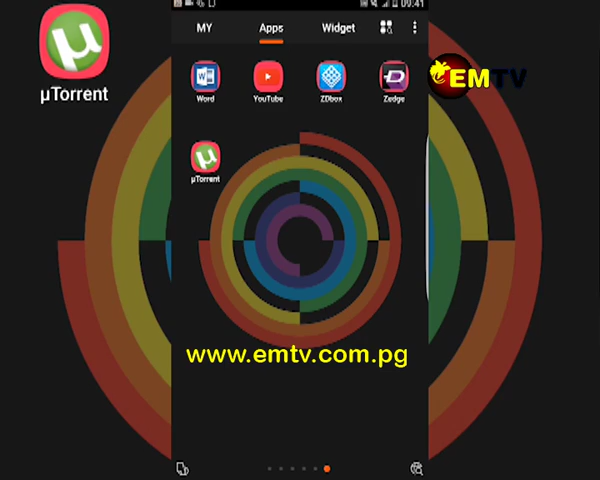 09:41
MY Apps Widget
EMTV
Word YouTube ZDbox Zedge
µTorrent
µTorrent
www.emtv.com.pg